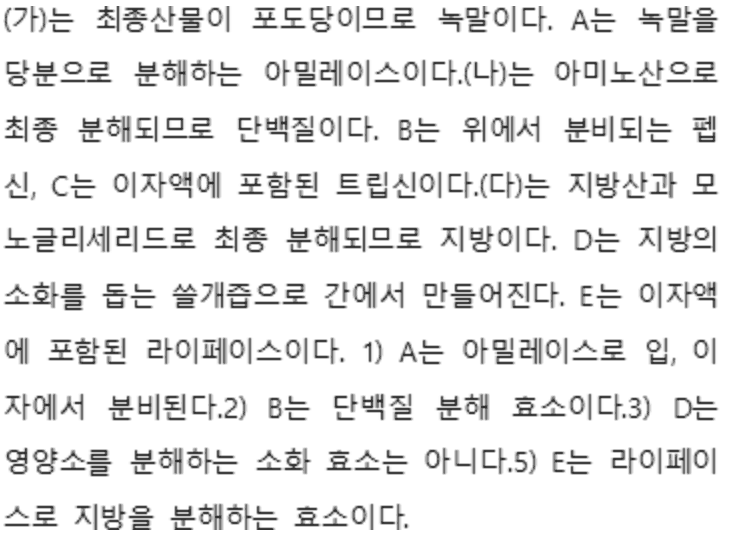 (가)는 최종산물이 포도당이므로 녹말이다. A는 녹말을
당분으로 분해하는 아밀레이스이다.(나)는 아미노산으로
최종 분해되므로 단백질이다. B는 위에서 분비되는 펩
신, C는 이자액에 포함된 트립신이다.(다)는 지방산과 모
노글리세리드로 최종 분해되므로 지방이다. D는 지방의
소화를 돕는 쓸개즙으로 간에서 만들어진다. E는 이자액
에 포함된 라이페이스이다. 1) A는 아밀레이스로 입, 이
자에서 분비된다.2) B는 단백질 분해 효소이다.3) D는
영양소를 분해하는 소화 효소는 아니다.5) E는 라이페이
스로 지방을 분해하는 효소이다.